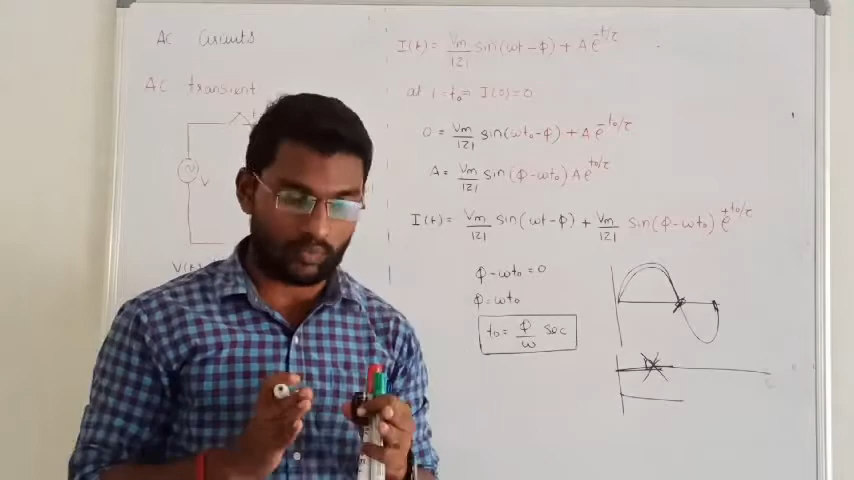 AC Circuits
AC transient
V
V(t)
I(t) = Vm/|Z| sin(ωt-φ) + A e^-t/τ
at t=t₀= I(0)=0
0 = Vm/|Z| sin(ωt₀-φ) + A e^-t₀/τ
A = Vm/|Z| sin(φ-ωt₀) A e^t₀/τ
I(t) = Vm/|Z| sin(ωt-φ) + Vm/|Z| sin(φ-ωt₀) e^+t₀/τ
φ-ωt₀=0
φ=ωt₀
t₀= φ/ω sec